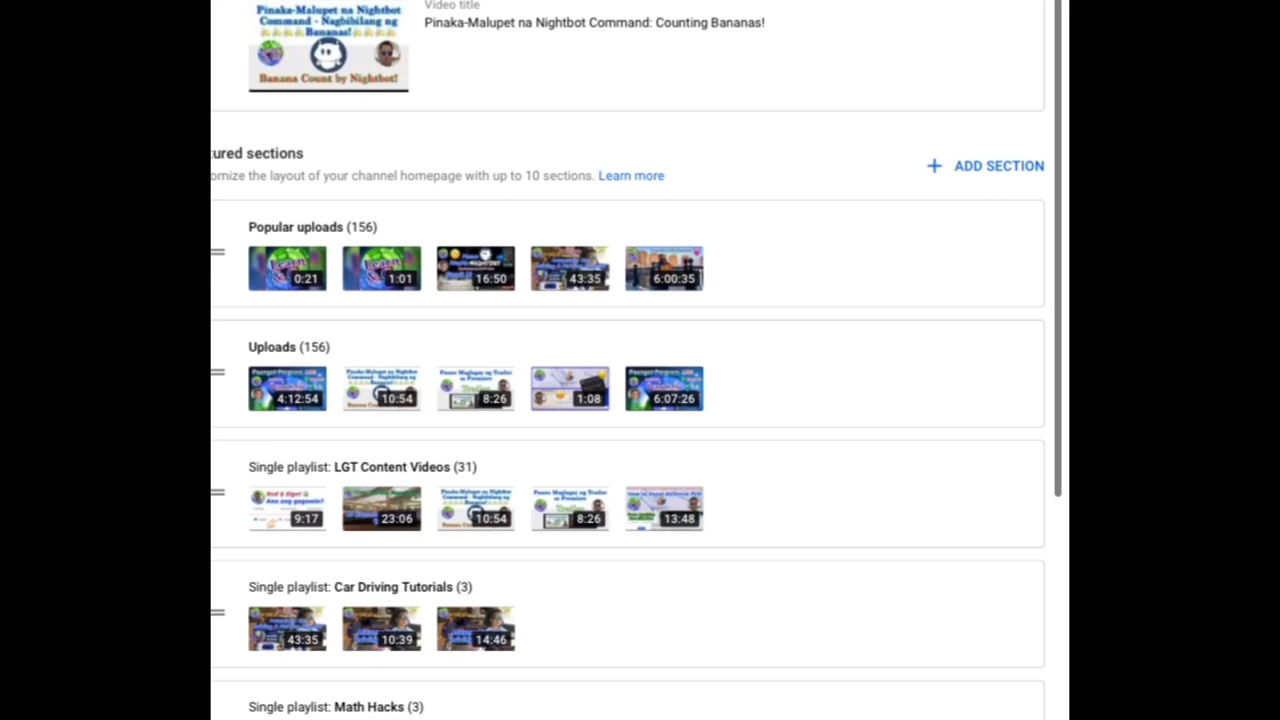 Video title
Pinaka-Malupet na Nightbot Command: Counting Bananas!
Pinaka-Malupet na Nightbot
Command - Nagbibilang ng
Bananas!
Banana Count by Nightbot!
tured sections
omize the layout of your channel homepage with up to 10 sections. Learn more
+ ADD SECTION
Popular uploads (156)
0:21
1:01
16:50
43:35
6:00:35
Uploads (156)
4:12:54
10:54
8:26
1:08
6:07:26
Single playlist: LGT Content Videos (31)
9:17
23:06
10:54
8:26
13:48
Single playlist: Car Driving Tutorials (3)
43:35
10:39
14:46
Single playlist: Math Hacks (3)